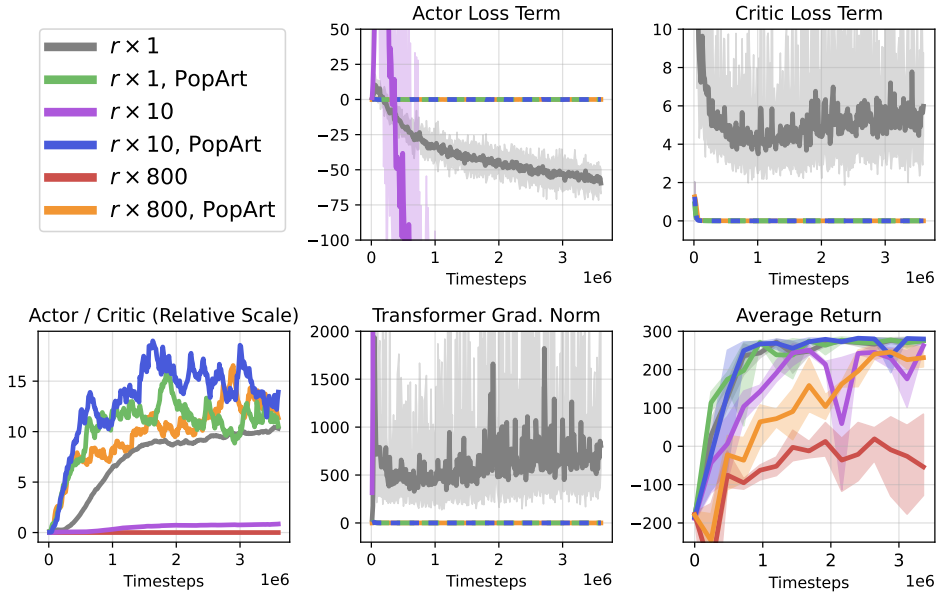 r × 1
r × 1, PopArt
r × 10
r × 10, PopArt
r × 800
r × 800, PopArt
Actor Loss Term
50
25
0
−25
−50
−75
−100
0 1 2 3
1e6
Timesteps
Critic Loss Term
10
8
6
4
2
0
0 1 2 3
1e6
Timesteps
Actor / Critic (Relative Scale)
15
10
5
0
0 1 2 3
1e6
Timesteps
Transformer Grad. Norm
2000
1500
1000
500
0
0 1 2 3
1e6
Timesteps
Average Return
300
200
100
0
−100
−200
0 1 2 3
1e6
Timesteps